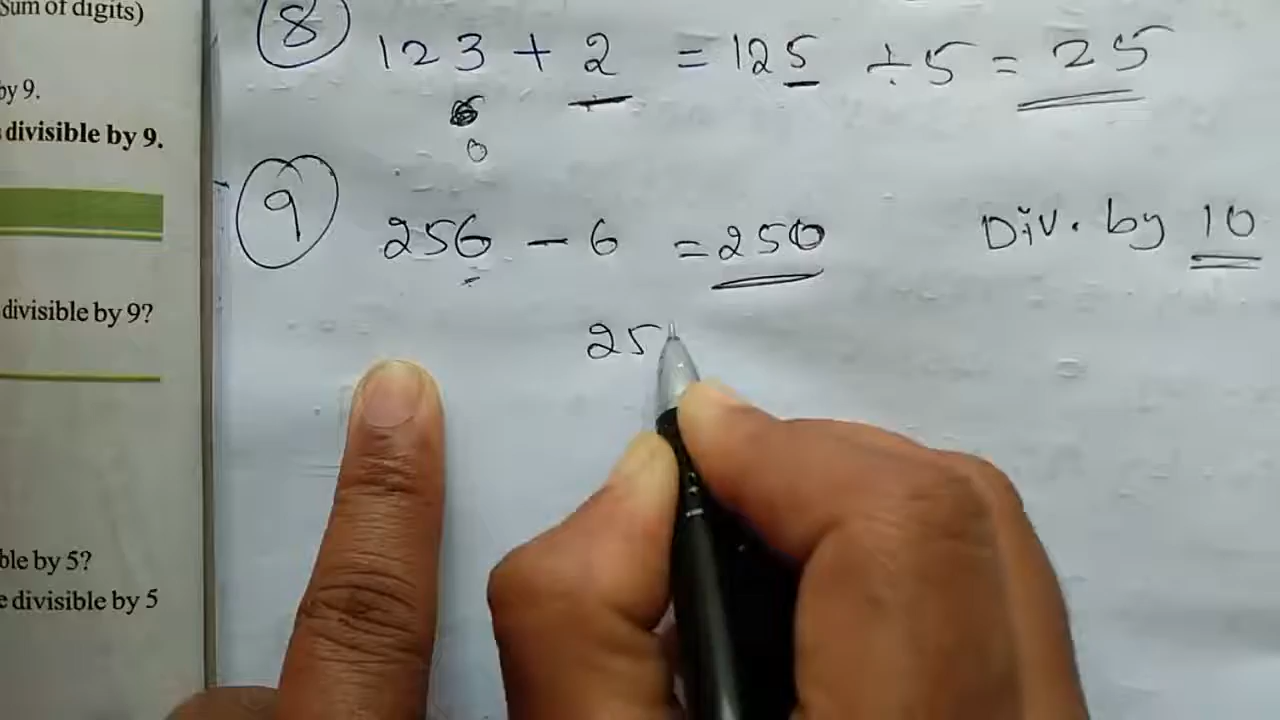 Sum of digits)
by 9.
divisible by 9.
divisible by 9?
ble by 5?
e divisible by 5
8 123 + 2 = 125 ÷5 = 25
0
9 256 - 6 = 250 Div. by 10
25